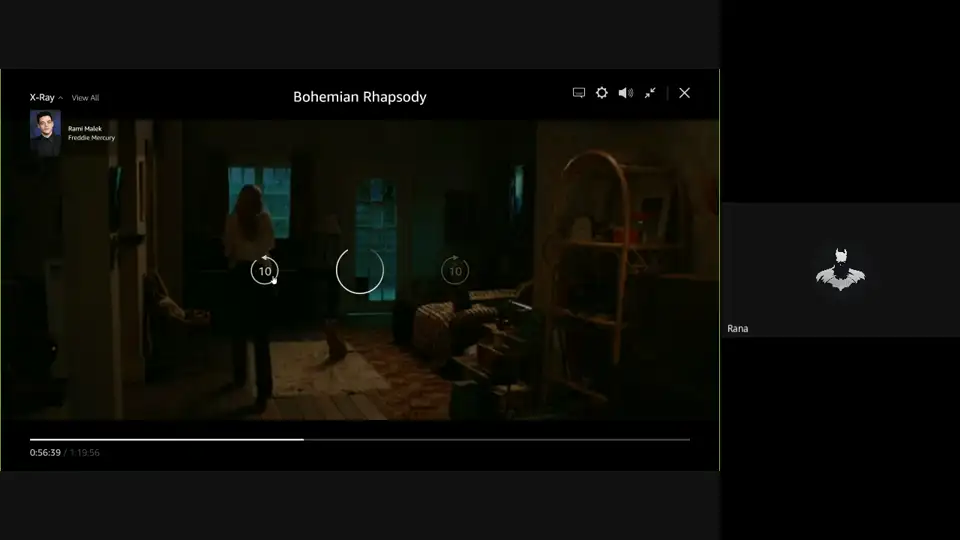 X-Ray View All
Bohemian Rhapsody
Rami Malek
Freddie Mercury
10
10
0:56:39 / 1:19:56
Rana